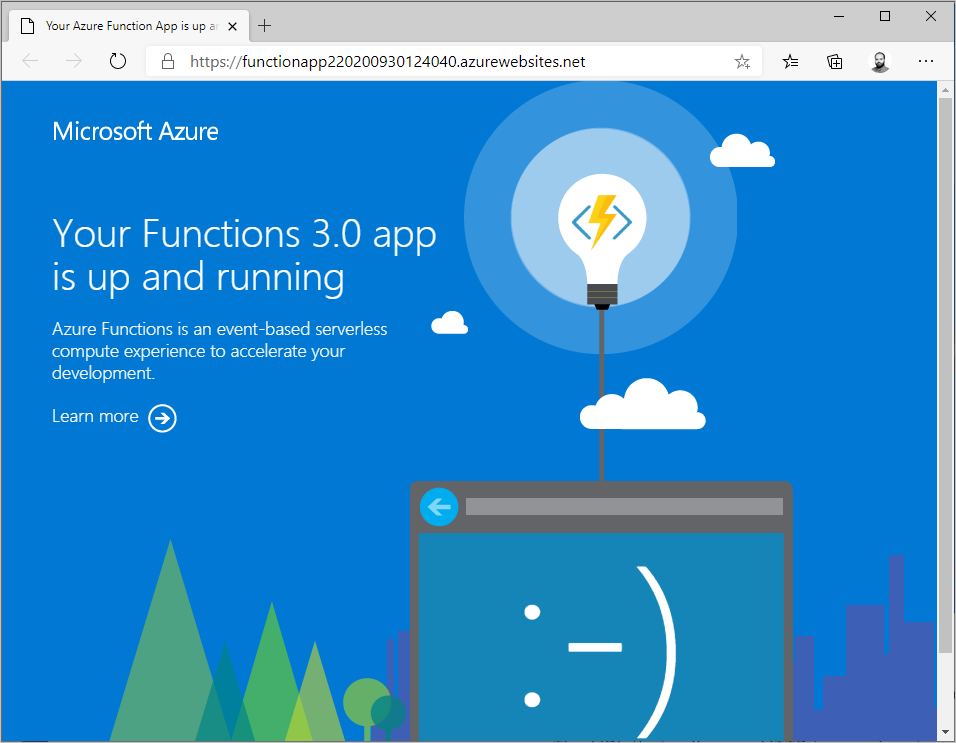 Your Azure Function App is up a
https://functionapp220200930124040.azurewebsites.net
Microsoft Azure
Your Functions 3.0 app
is up and running
Azure Functions is an event-based serverless
compute experience to accelerate your
development.
Learn more
:-)